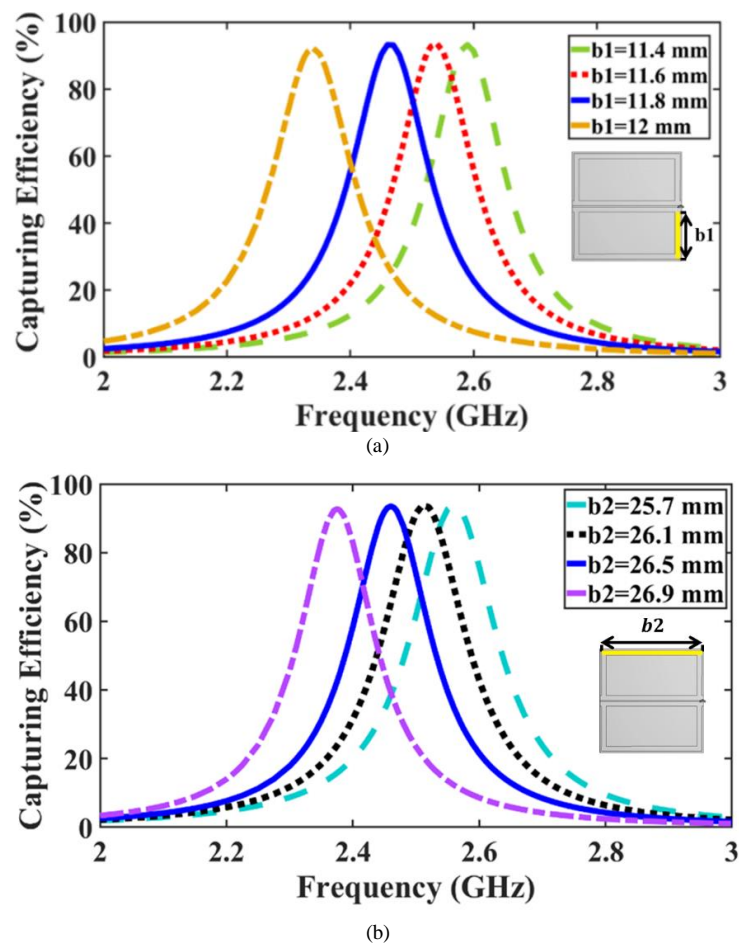 100
80
60
40
20
0
Capturing Efficiency (%)
b1=11.4 mm
b1=11.6 mm
b1=11.8 mm
b1=12 mm
b1
2
2.2
2.4
2.6
2.8
3
Frequency (GHz)
(a)
100
80
60
40
20
0
Capturing Efficiency (%)
b2=25.7 mm
b2=26.1 mm
b2=26.5 mm
b2=26.9 mm
b2
2
2.2
2.4
2.6
2.8
3
Frequency (GHz)
(b)